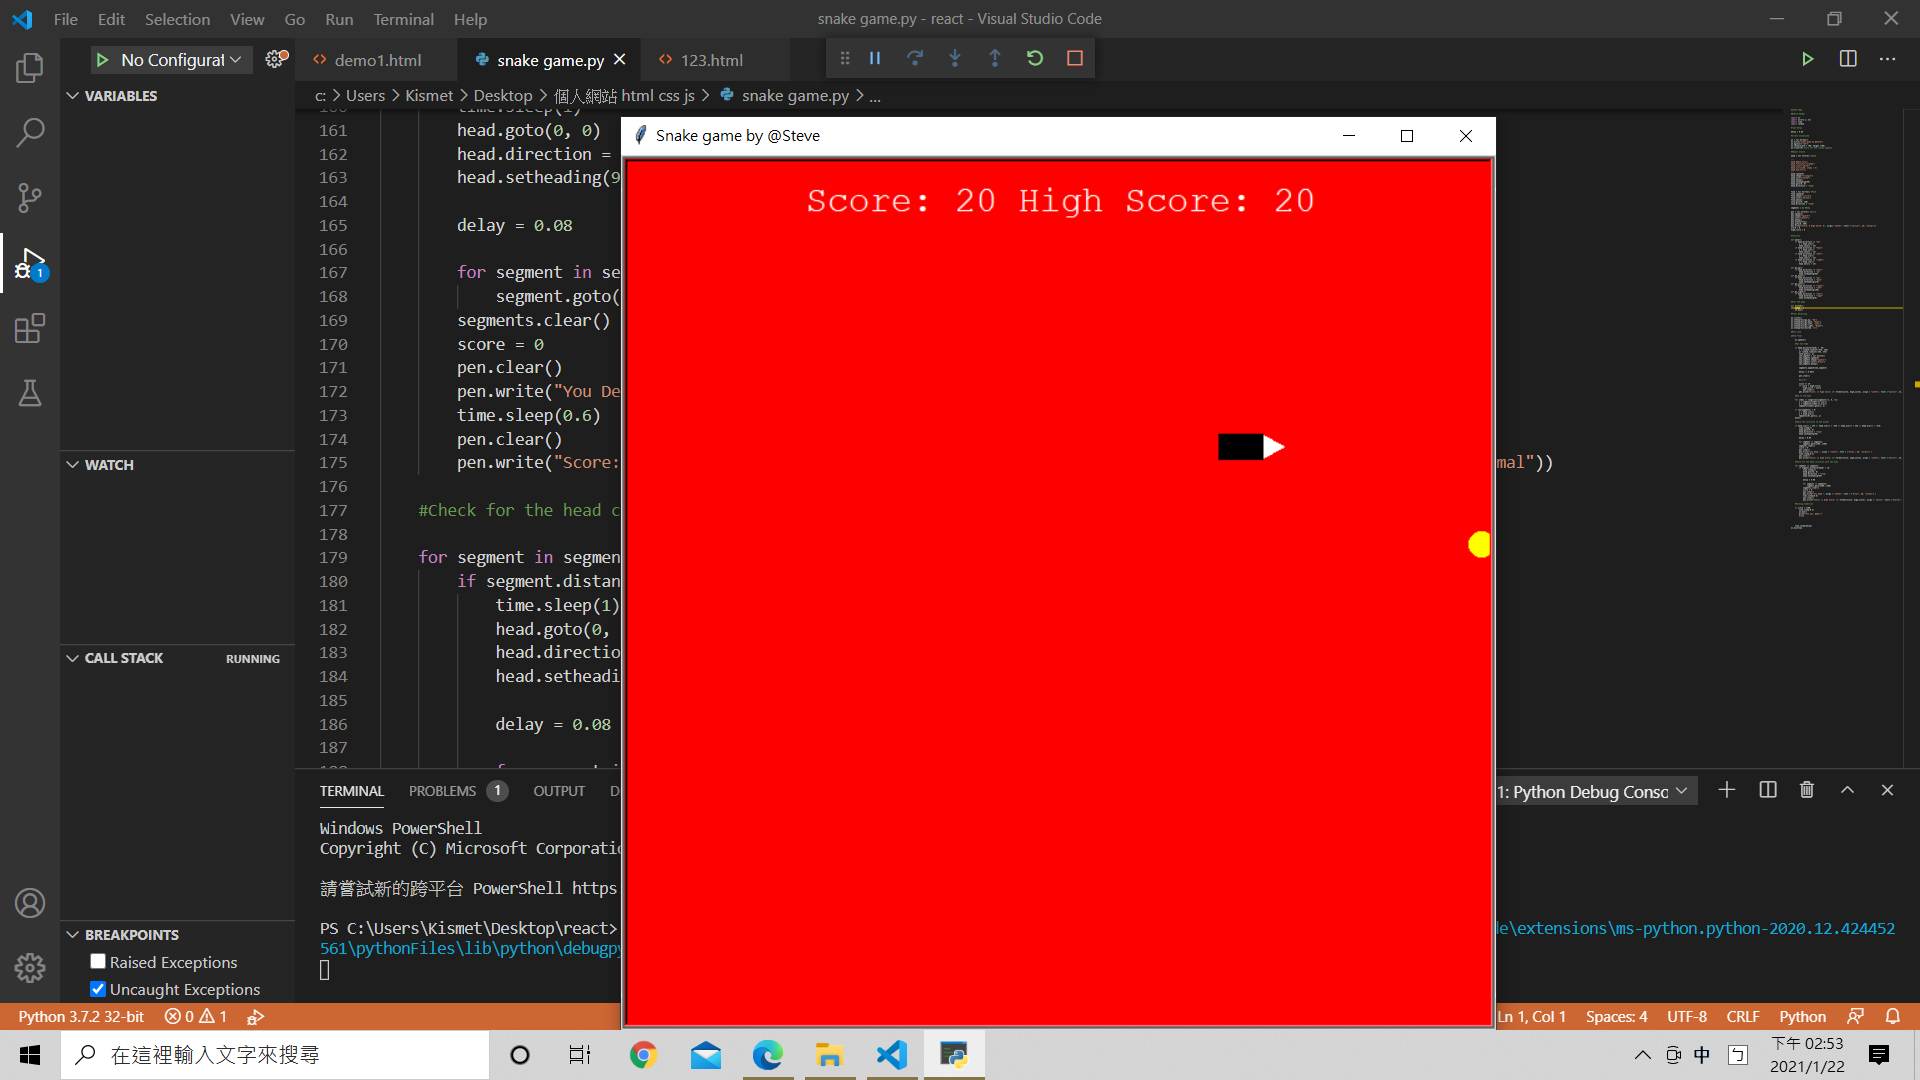 File Edit Selection View Go Run Terminal Help
snake game.py - react - Visual Studio Code
No Configurat
demo1.html
snake game.py
123.html
c: > Users > Kismet > Desktop > 個人網站 html css js > snake game.py > ...
VARIABLES
WATCH
CALL STACK
RUNNING
BREAKPOINTS
Raised Exceptions
Uncaught Exceptions
1
161 head.goto(0, 0)
162 head.direction =
163 head.setheading(9
164
165 delay = 0.08
166
167 for segment in se
168 segment.goto(
169 segments.clear()
170 score = 0
171 pen.clear()
172 pen.write("You De
173 time.sleep(0.6)
174 pen.clear()
175 pen.write("Score:
mal"))
176
177 #Check for the head c
178
179 for segment in segmen
180 if segment.distan
181 time.sleep(1)
182 head.goto(0,
183 head.directio
184 head.setheadi
185
186 delay = 0.08
187
Snake game by @Steve
Score: 20 High Score: 20
TERMINAL PROBLEMS 1 OUTPUT D
1: Python Debug Consc
Windows PowerShell
Copyright (C) Microsoft Corporatio
請嘗試新的跨平台 PowerShell https
PS C:\Users\Kismet\Desktop\react>
de\extensions\ms-python.python-2020.12.424452
561\pythonFiles\lib\python\debugpy
Python 3.7.2 32-bit 0 1
Ln 1, Col 1 Spaces: 4 UTF-8 CRLF Python
在這裡輸入文字來搜尋
中 ㄅ
下午 02:53
2021/1/22